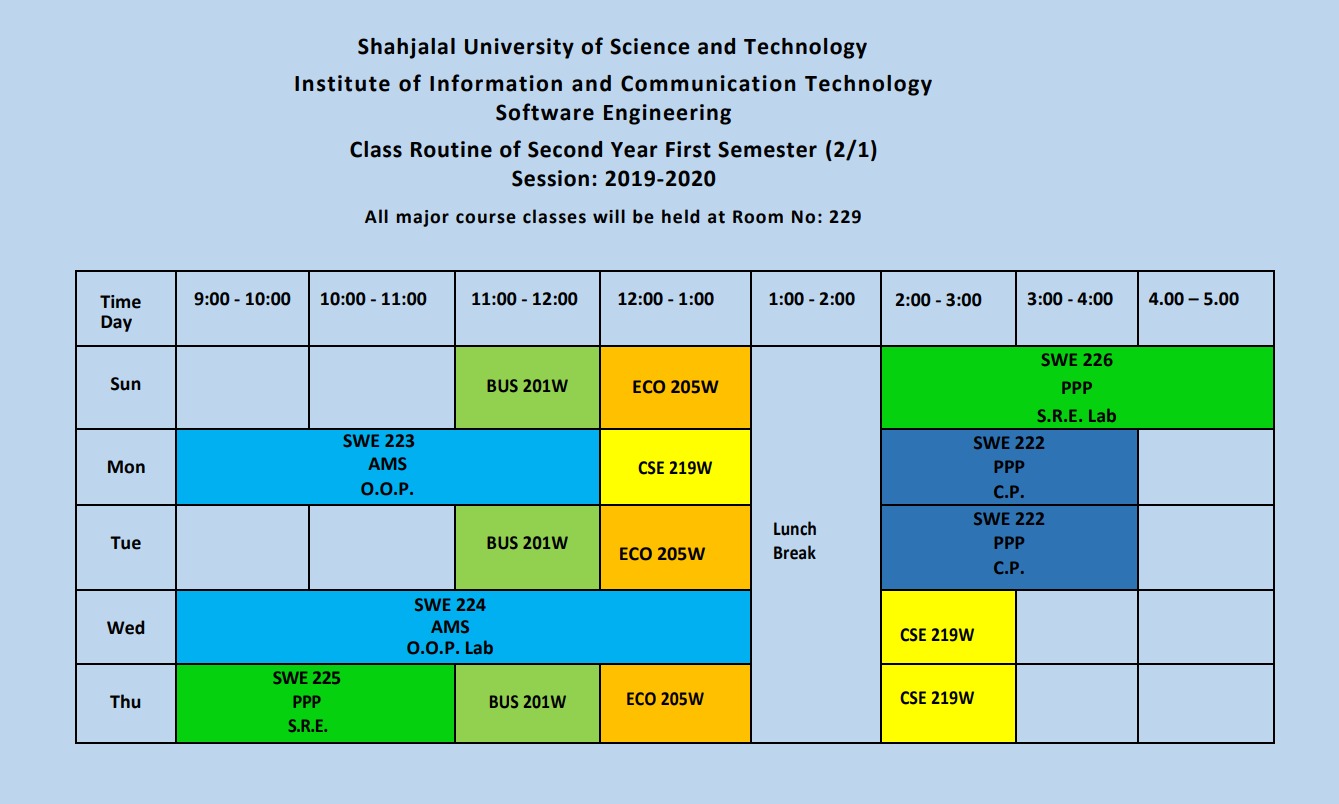 Shahjalal University of Science and Technology
Institute of Information and Communication Technology
Software Engineering
Class Routine of Second Year First Semester (2/1)
Session: 2019-2020
All major course classes will be held at Room No: 229
Time
Day
9:00 - 10:00
10:00 - 11:00
11:00 - 12:00
12:00 - 1:00
1:00 - 2:00
2:00 - 3:00
3:00 - 4:00
4.00 – 5.00
Sun
BUS 201W
ECO 205W
SWE 226
PPP
S.R.E. Lab
Mon
SWE 223
AMS
O.O.P.
CSE 219W
SWE 222
PPP
C.P.
Tue
BUS 201W
ECO 205W
Lunch
Break
SWE 222
PPP
C.P.
Wed
SWE 224
AMS
O.O.P. Lab
CSE 219W
Thu
SWE 225
PPP
S.R.E.
BUS 201W
ECO 205W
CSE 219W